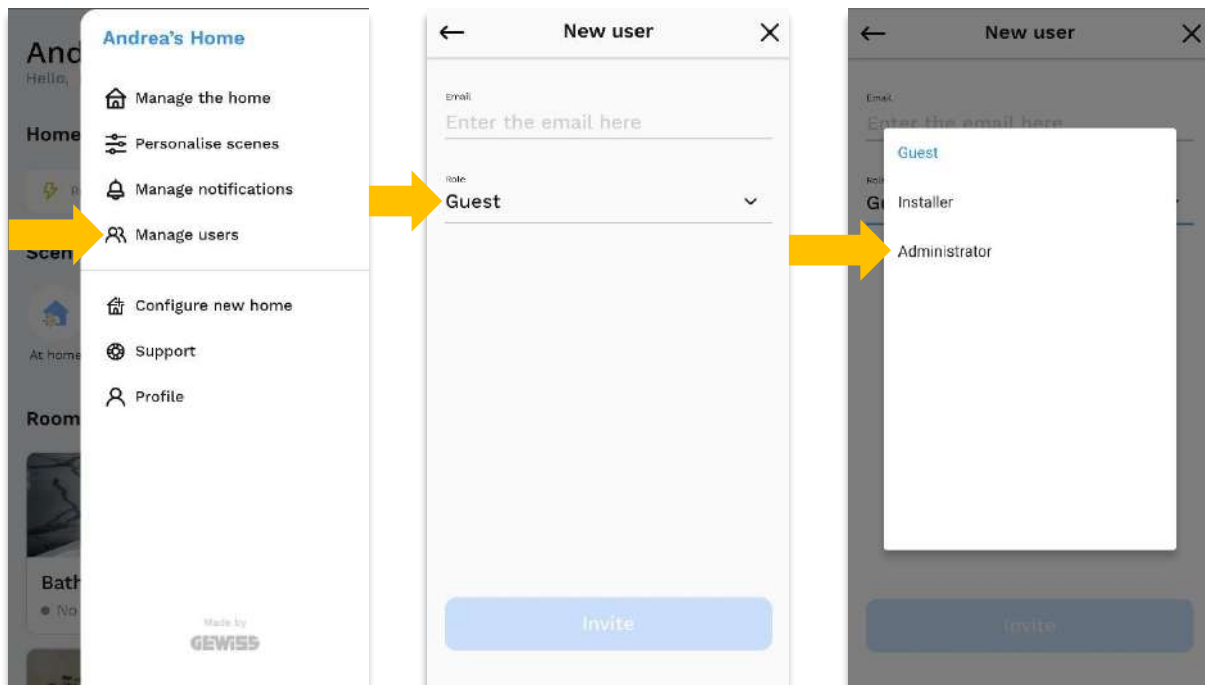 Andrea's Home
Manage the home
Personalise scenes
Manage notifications
Manage users
Configure new home
Support
Profile
Made by
GEWISS
And
Hello,
Home
Scen
At home
Room
Bath
No
New user
Email
Enter the email here
Role
Guest
Invite
New user
Email
Enter the email here
Guest
Role
Gu
Installer
Administrator
Invite